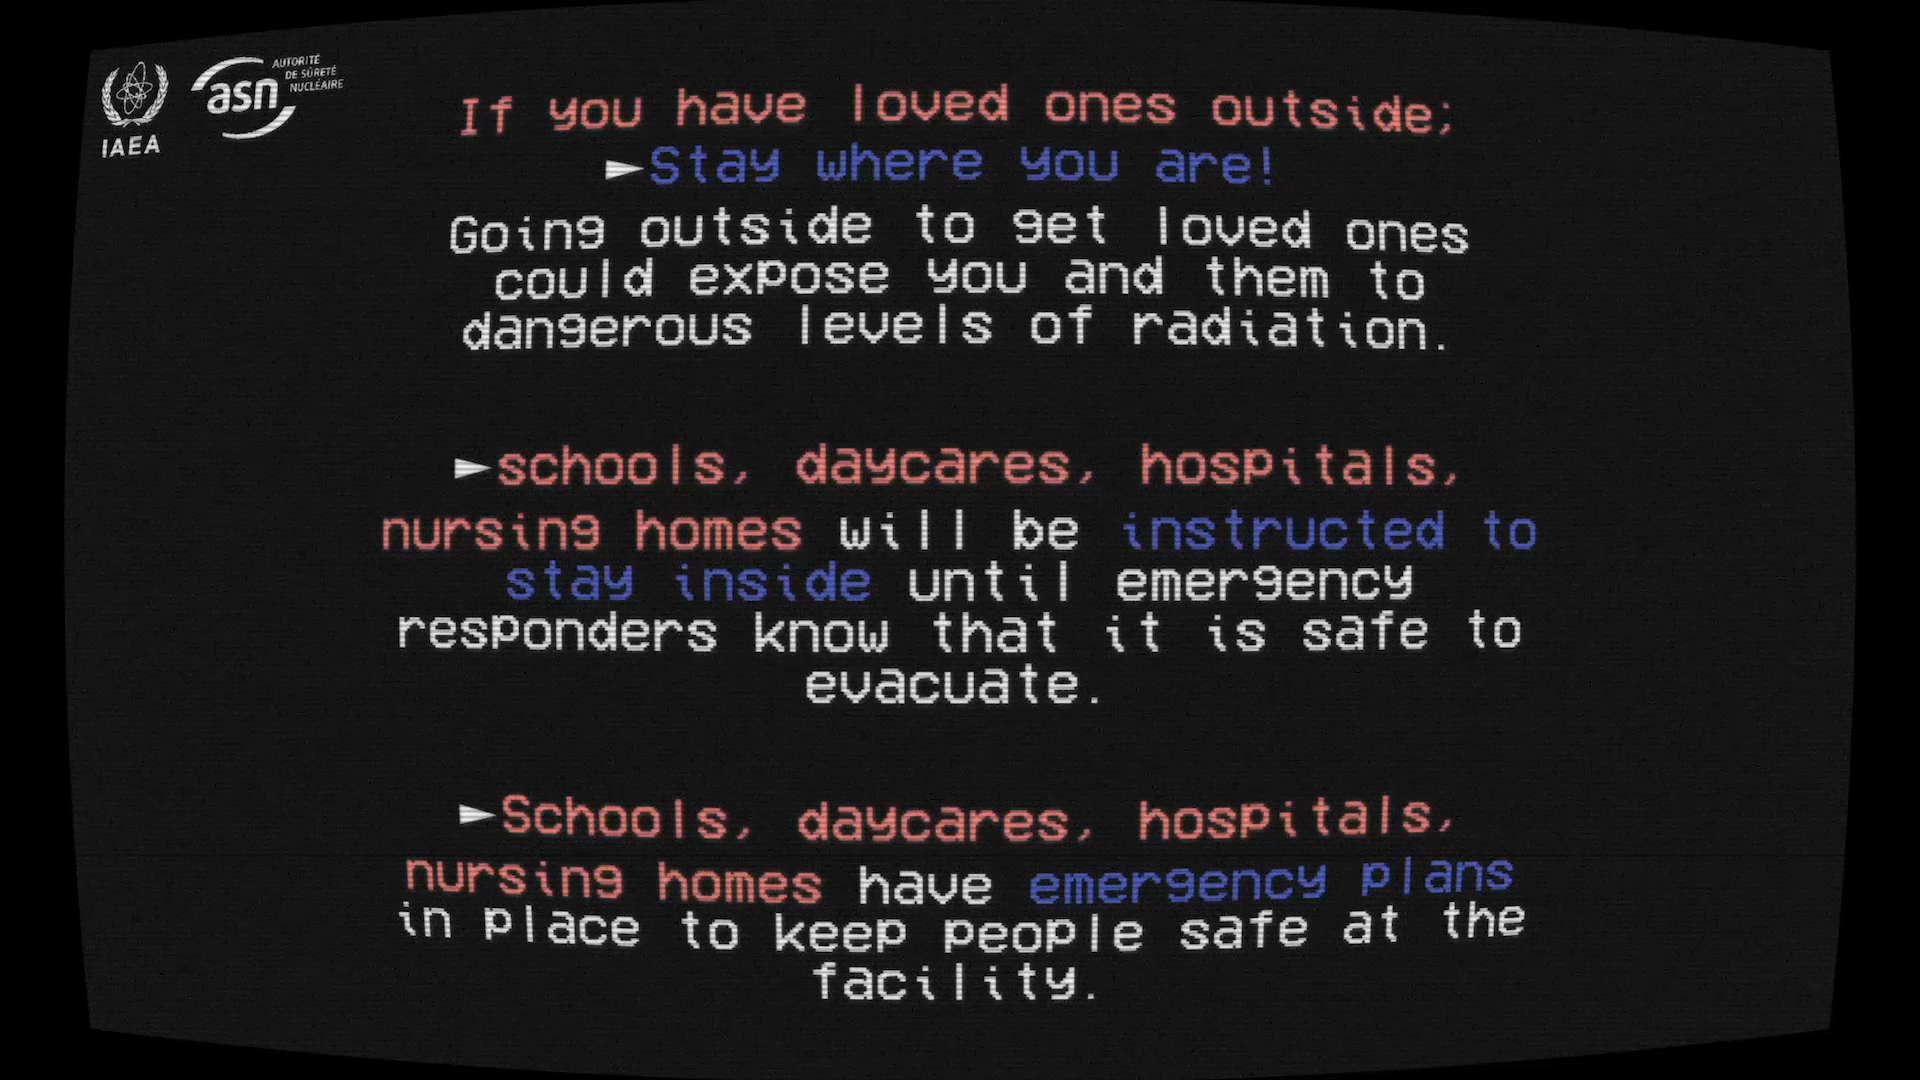 IAEA
asn
AUTORITÉ
DE SÛRETÉ
NUCLÉAIRE
If you have loved ones outside;
►Stay where you are!
Going outside to get loved ones
could expose you and them to
dangerous levels of radiation.
►schools, daycares, hospitals,
nursing homes will be instructed to
stay inside until emergency
responders know that it is safe to
evacuate.
►Schools, daycares, hospitals,
nursing homes have emergency plans
in place to keep people safe at the
facility.